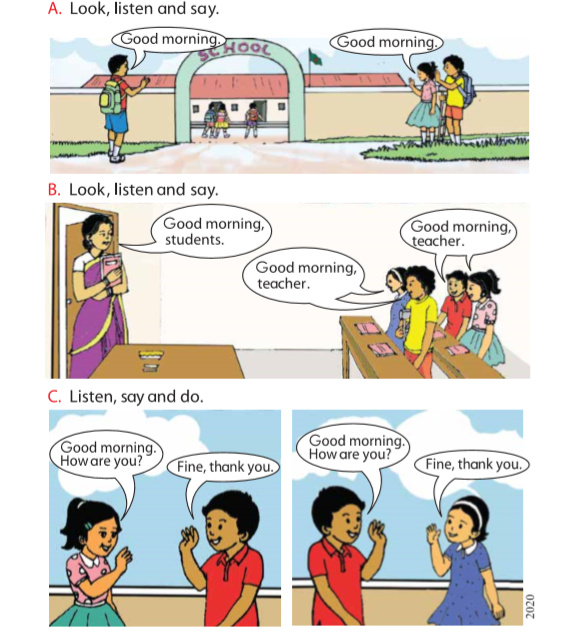 A. Look, listen and say.
Good morning.
Good morning.
SCHOOL
B. Look, listen and say.
Good morning,
students.
Good morning,
teacher.
Good morning,
teacher.
C. Listen, say and do.
Good morning.
How are you?
Fine, thank you.
Good morning.
How are you?
Fine, thank you.
2020